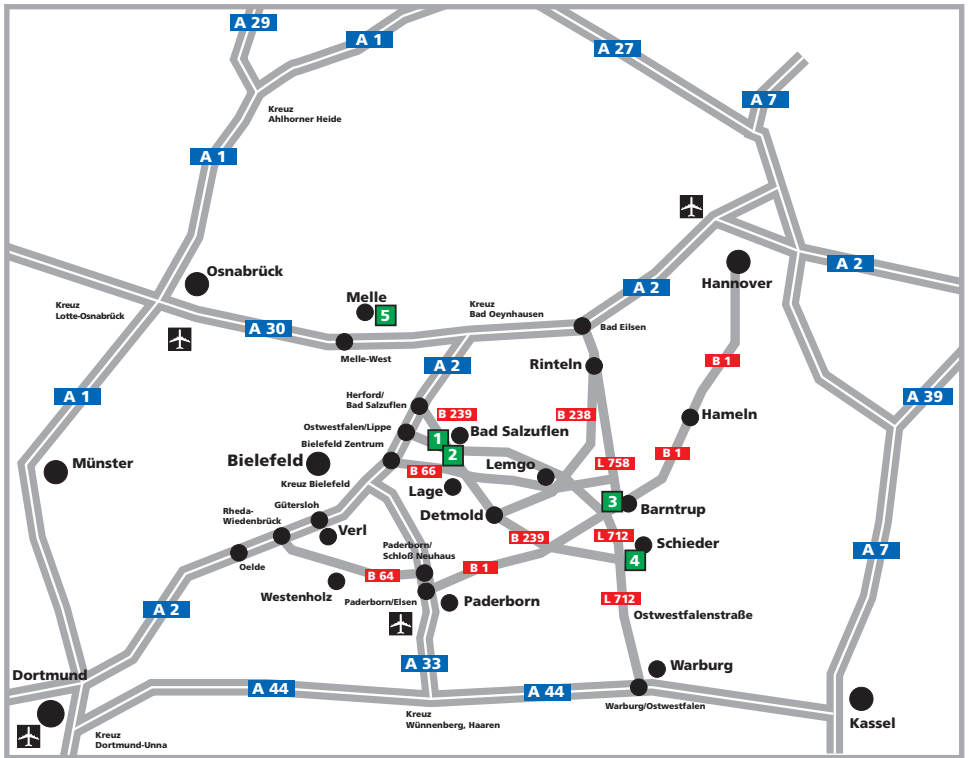 A 29
A 1
A 27
A 7
Kreuz
Ahlhorner Heide
A 1
Osnabrück
Hannover
A 2
A 2
Kreuz
Lotte-Osnabrück
Melle
5
Kreuz
Bad Oeynhausen
A 30
Bad Eilsen
Melle-West
A 2
Rinteln
B 1
A 1
Herford/
Bad Salzuflen
A 39
B 239
B 238
Hameln
Ostwestfalen/Lippe
1
Bad Salzuflen
Bielefeld Zentrum
2
B 1
Bielefeld
Münster
Lemgo
L 758
B 66
Kreuz Bielefeld
Lage
3
Barntrup
Gütersloh
Detmold
Rheda-
Wiedenbrück
Verl
B 239
L 712
Schieder
Paderborn/
Schloß Neuhaus
4
A 7
Oelde
B 64
B 1
Westenholz
Paderborn/Elsen
Paderborn
L 712
A 2
Ostwestfalenstraße
Dortmund
A 33
Warburg
A 44
A 44
Warburg/Ostwestfalen
Kreuz
Wünnenberg, Haaren
Kassel
Kreuz
Dortmund-Unna